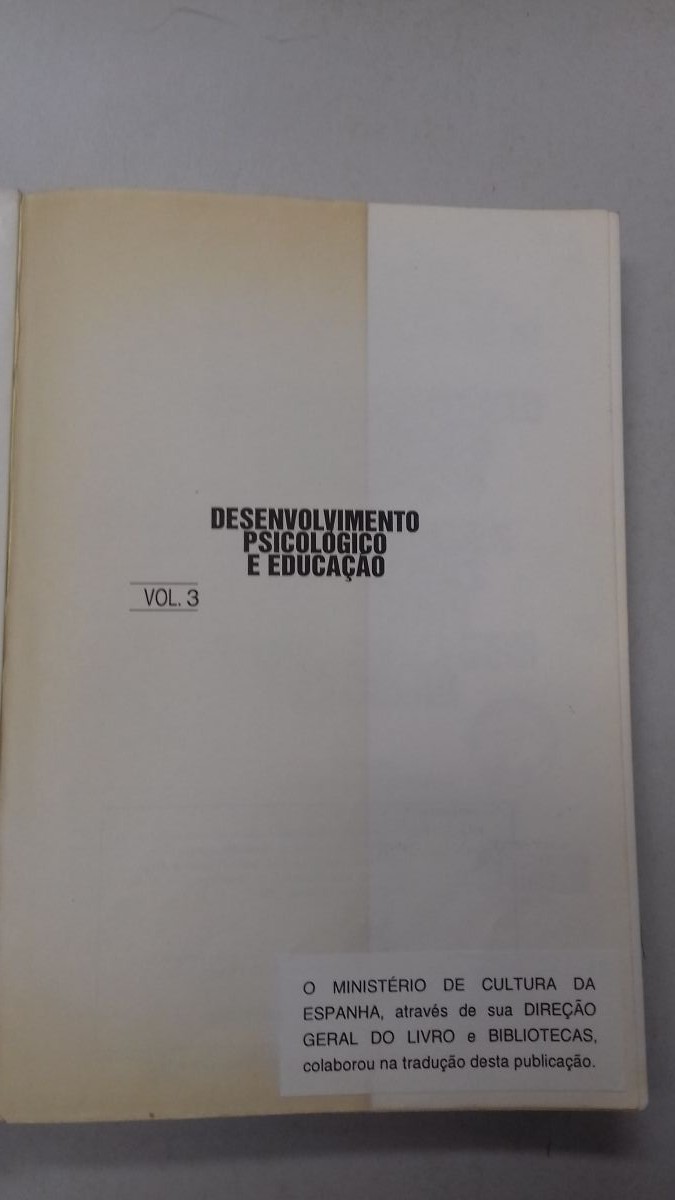 DESENVOLVIMENTO
PSICOLÓGICO
E EDUCAÇÃO
VOL. 3
O MINISTÉRIO DE CULTURA DA
ESPANHA, através de sua DIREÇÃO
GERAL DO LIVRO e BIBLIOTECAS,
colaborou na tradução desta publicação.